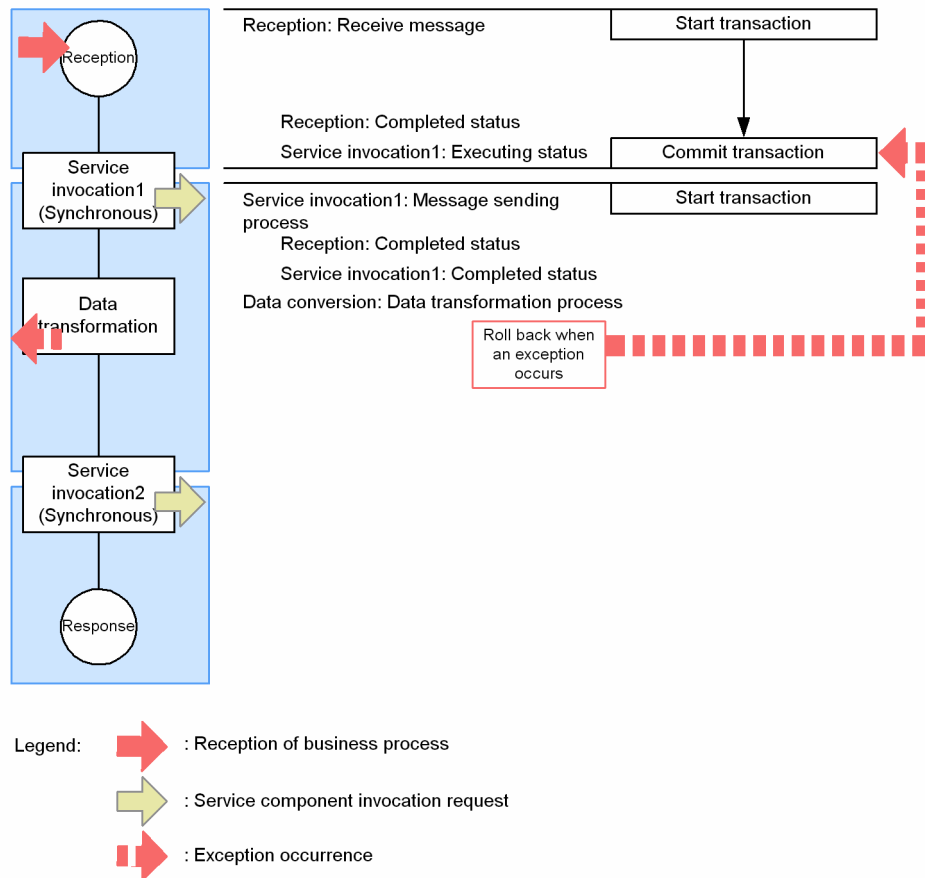 Reception
Reception: Receive message
Start transaction
Reception: Completed status
Service invocation1: Executing status
Commit transaction
Service
invocation1
(Synchronous)
Service invocation1: Message sending
process
Start transaction
Reception: Completed status
Service invocation1: Completed status
Data
transformation
Data conversion: Data transformation process
Roll back when
an exception
occurs
Service
invocation2
(Synchronous)
Response
Legend:
: Reception of business process
: Service component invocation request
: Exception occurrence